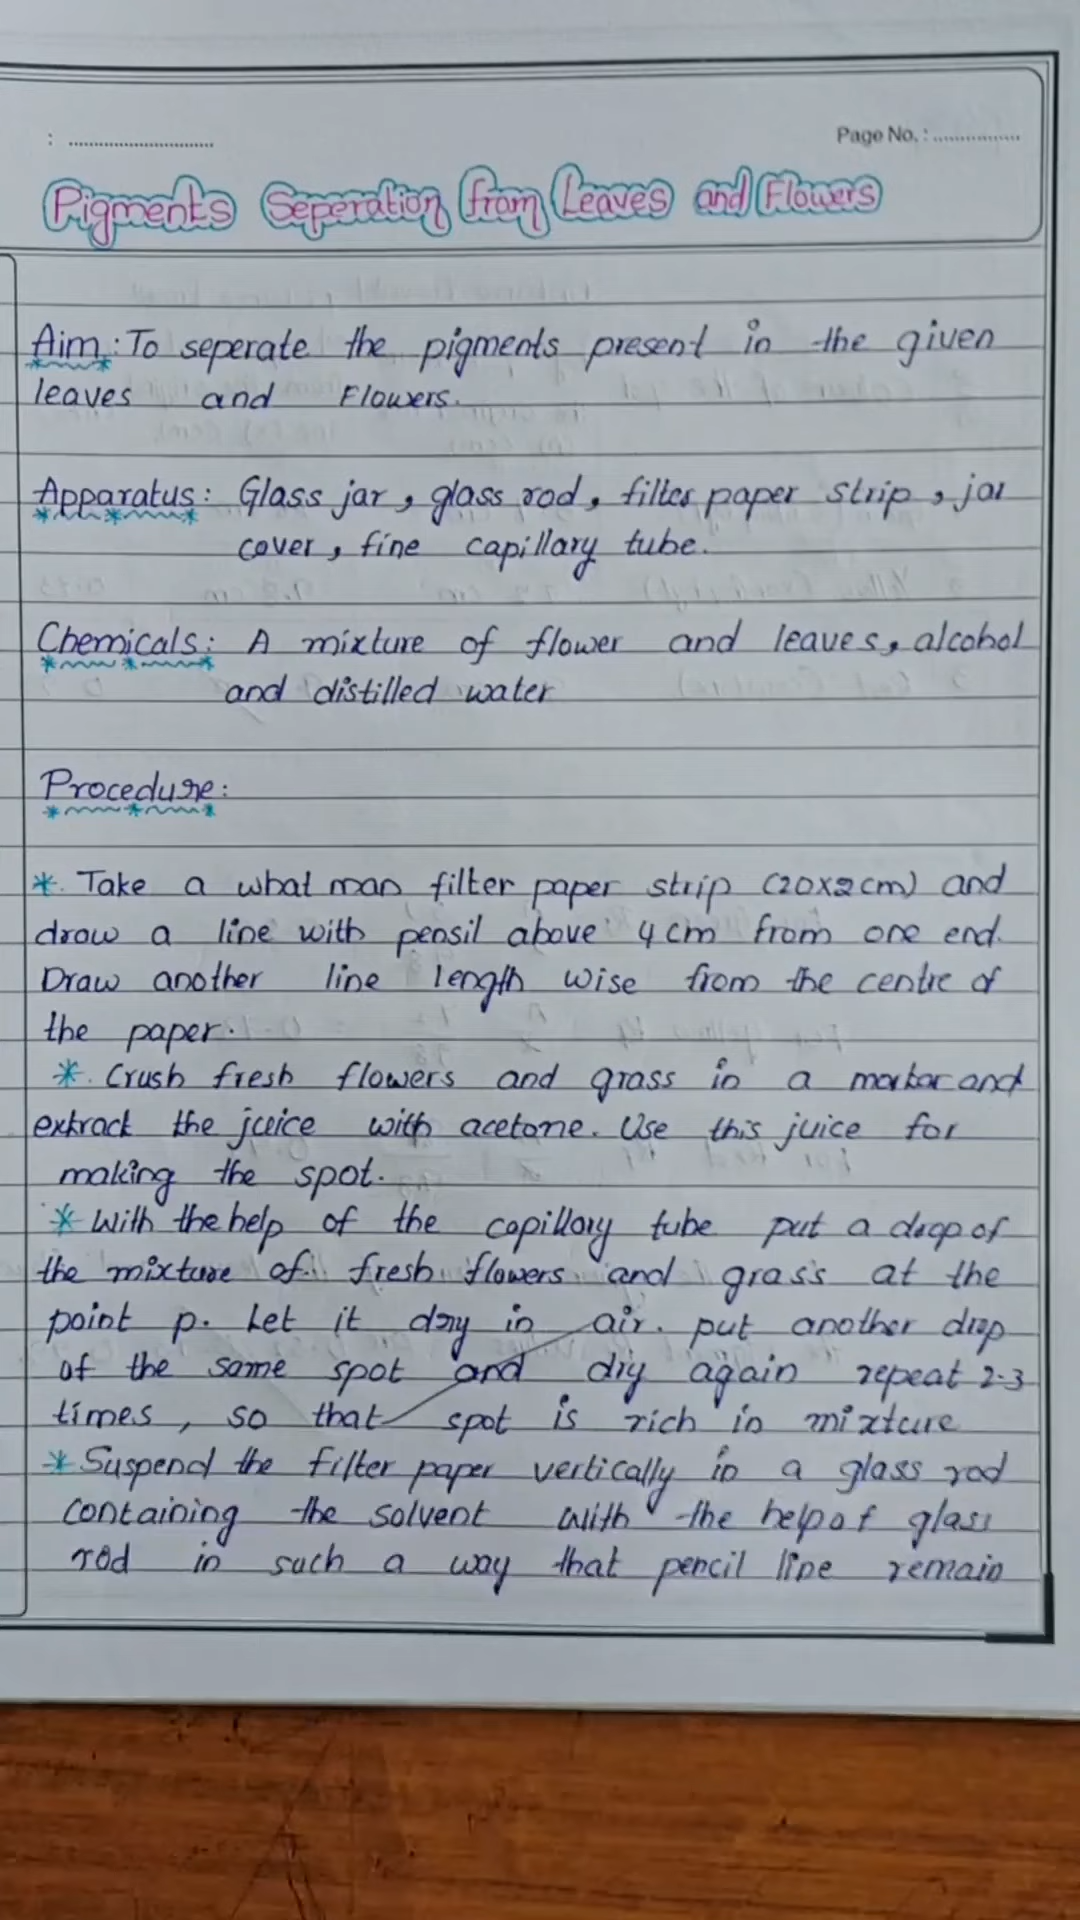 : ............................
Page No. : ................
Pigments Seperation from Leaves and Flowers
Aim : To seperate the pigments present in the given
leaves and Flowers.
Apparatus : Glass jar, glass rod, filter paper strip, jar
cover, fine capillary tube.
Chemicals : A mixture of flower and leaves, alcohol
and distilled water
Procedure :
* Take a what man filter paper strip (20x2cm) and
draw a line with pensil above 4cm from one end.
Draw another line length wise from the centre of
the paper.
* Crush fresh flowers and grass in a mortar and
extract the juice with acetone. Use this juice for
making the spot.
* With the help of the capillary tube put a drop of
the mixture of fresh flowers and grass at the
point p. Let it dry in air. put another drop
of the same spot and dry again repeat 2-3
times, so that spot is rich in mixture
* Suspend the filter paper vertically in a glass rod
containing the solvent with the help of glass
rod in such a way that pencil line remain